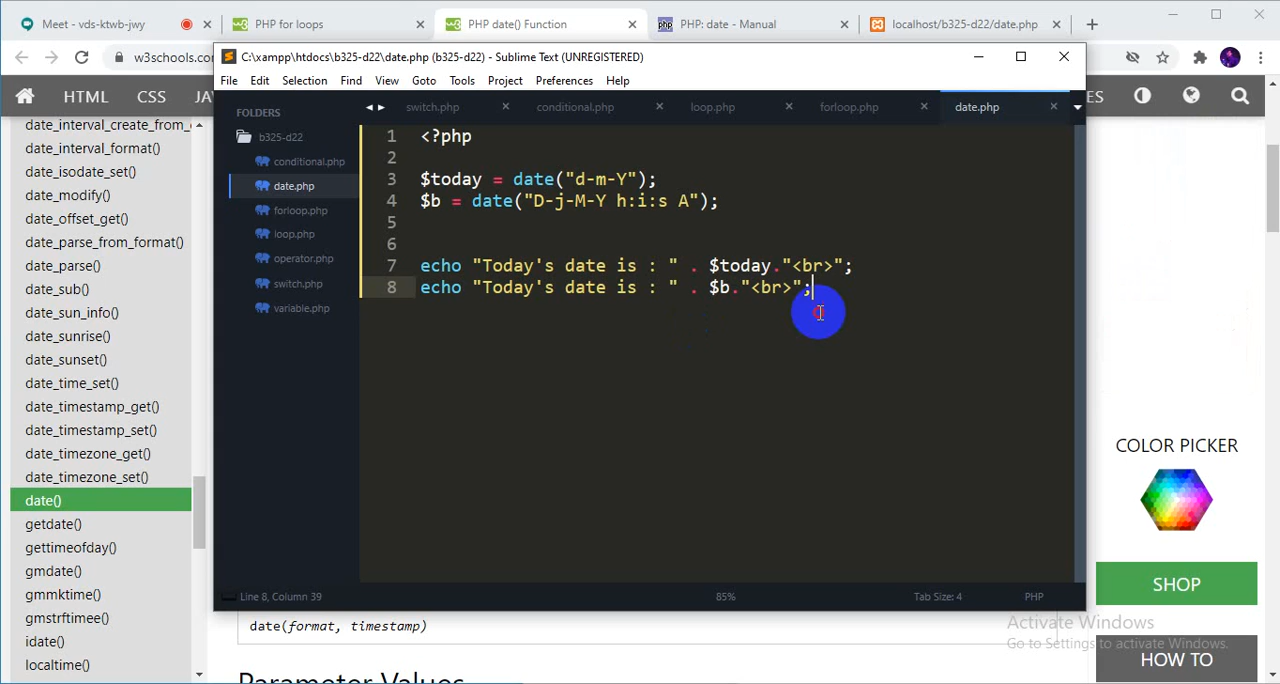 Meet - vds-ktwb-jwy
PHP for loops
PHP date() Function
PHP: date - Manual
localhost/b325-d22/date.php
w3schools.co
C:\xampp\htdocs\b325-d22\date.php (b325-d22) - Sublime Text (UNREGISTERED)
File Edit Selection Find View Goto Tools Project Preferences Help
HTML CSS JA
ES
FOLDERS
b325-d22
conditional.php
date.php
forloop.php
loop.php
operator.php
switch.php
variable.php
switch.php conditional.php loop.php forloop.php date.php
1 <?php
2
3 $today = date("d-m-Y");
4 $b = date("D-j-M-Y h:i:s A");
5
6
7 echo "Today's date is : " . $today."<br>";
8 echo "Today's date is : " . $b."<br>";
Line 8, Column 39
85%
Tab Size: 4
PHP
date_interval_create_from_
date_interval_format()
date_isodate_set()
date_modify()
date_offset_get()
date_parse_from_format()
date_parse()
date_sub()
date_sun_info()
date_sunrise()
date_sunset()
date_time_set()
date_timestamp_get()
date_timestamp_set()
date_timezone_get()
date_timezone_set()
date()
getdate()
gettimeofday()
gmdate()
gmmktime()
gmstrftimee()
idate()
localtime()
date(format, timestamp)
Parameter Values
COLOR PICKER
SHOP
HOW TO
Activate Windows
Go to Settings to activate Windows.